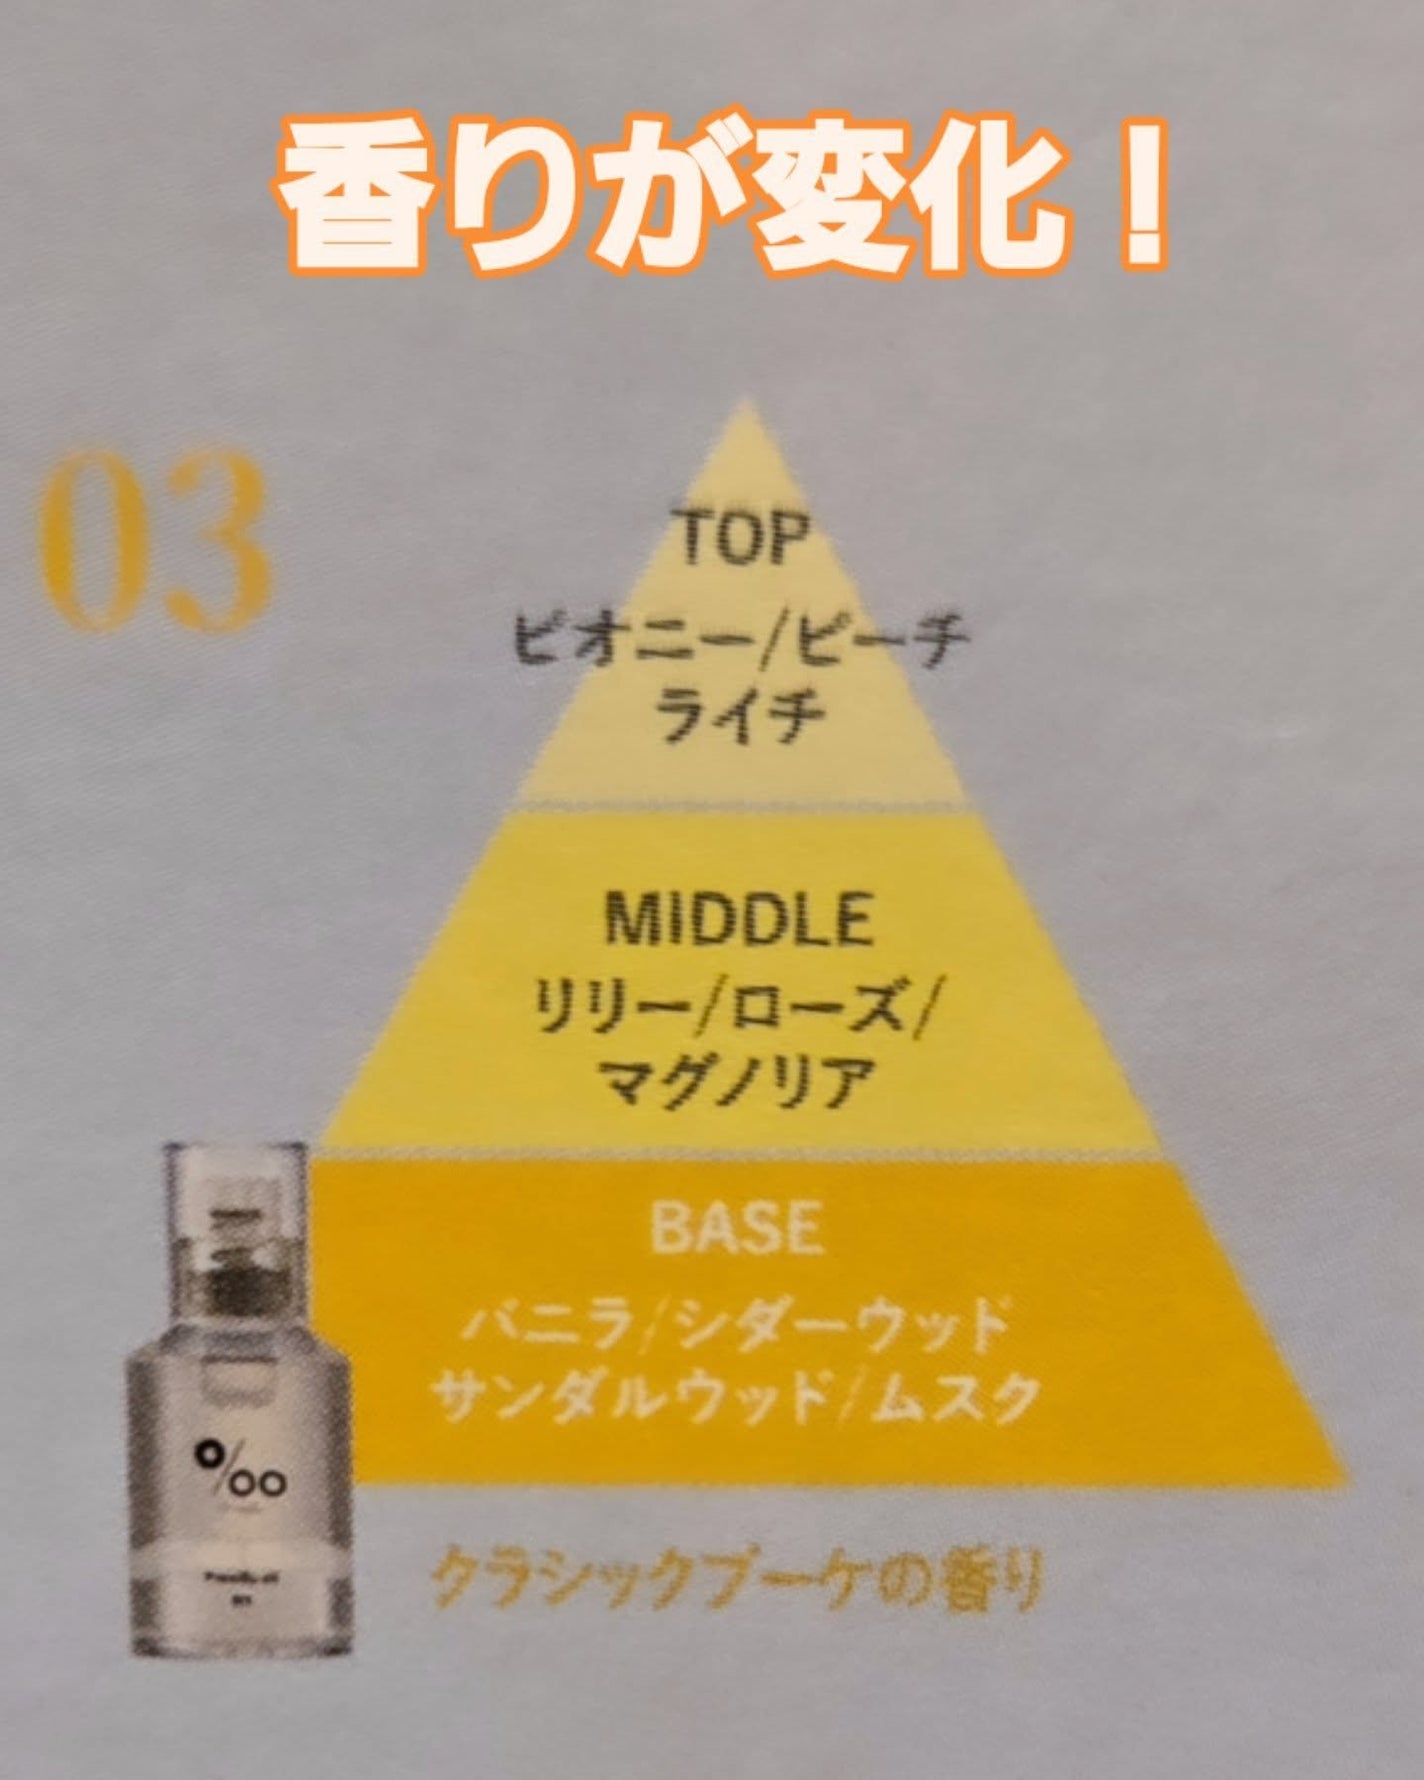 香りが変化！
03
TOP
ピオニー/ピーチ
ライチ
MIDDLE
リリー/ローズ/
マグノリア
BASE
バニラ/シダーウッド
サンダルウッド/ムスク
‰
クラシックブーケの香り